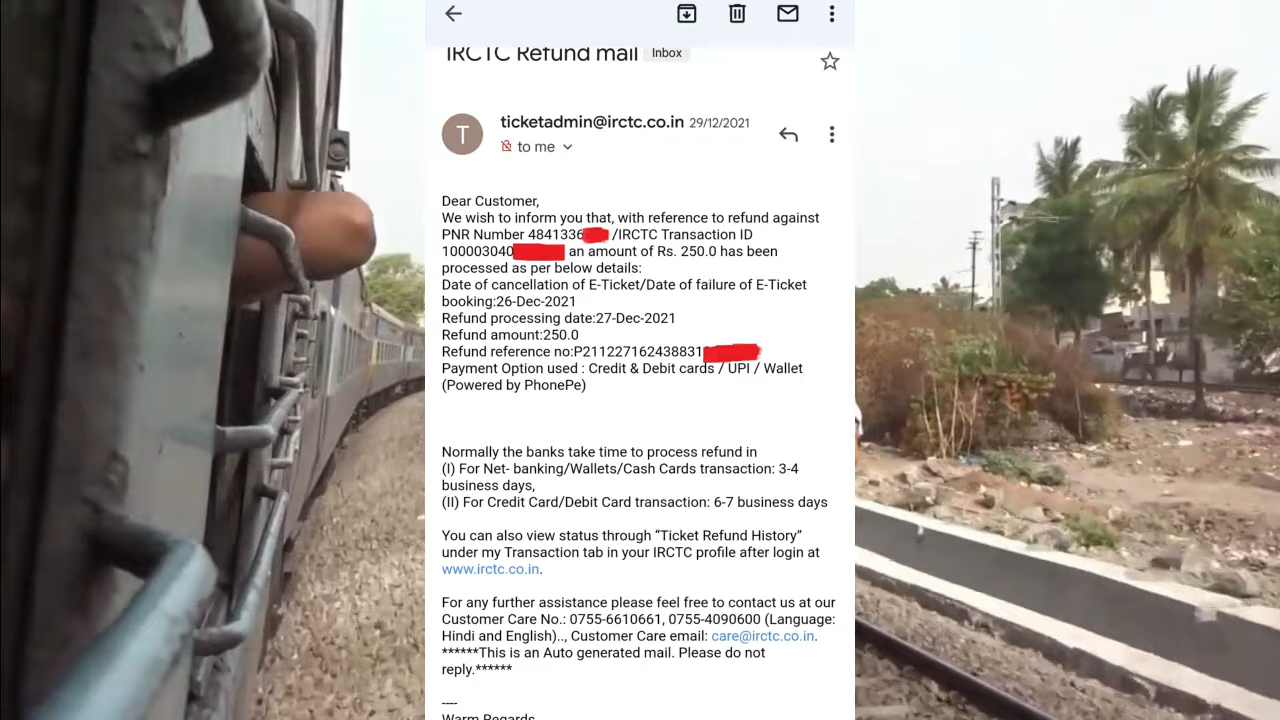 IRCTC Refund mail Inbox
T
ticketadmin@irctc.co.in 29/12/2021
to me
Dear Customer,
We wish to inform you that, with reference to refund against
PNR Number 4841336 /IRCTC Transaction ID
100003040 an amount of Rs. 250.0 has been
processed as per below details:
Date of cancellation of E-Ticket/Date of failure of E-Ticket
booking:26-Dec-2021
Refund processing date:27-Dec-2021
Refund amount:250.0
Refund reference no:P211227162438831
Payment Option used : Credit & Debit cards / UPI / Wallet
(Powered by PhonePe)
Normally the banks take time to process refund in
(I) For Net- banking/Wallets/Cash Cards transaction: 3-4
business days,
(II) For Credit Card/Debit Card transaction: 6-7 business days
You can also view status through “Ticket Refund History”
under my Transaction tab in your IRCTC profile after login at
www.irctc.co.in.
For any further assistance please feel free to contact us at our
Customer Care No.: 0755-6610661, 0755-4090600 (Language:
Hindi and English).., Customer Care email: care@irctc.co.in.
******This is an Auto generated mail. Please do not
reply.******
----
Warm Regards